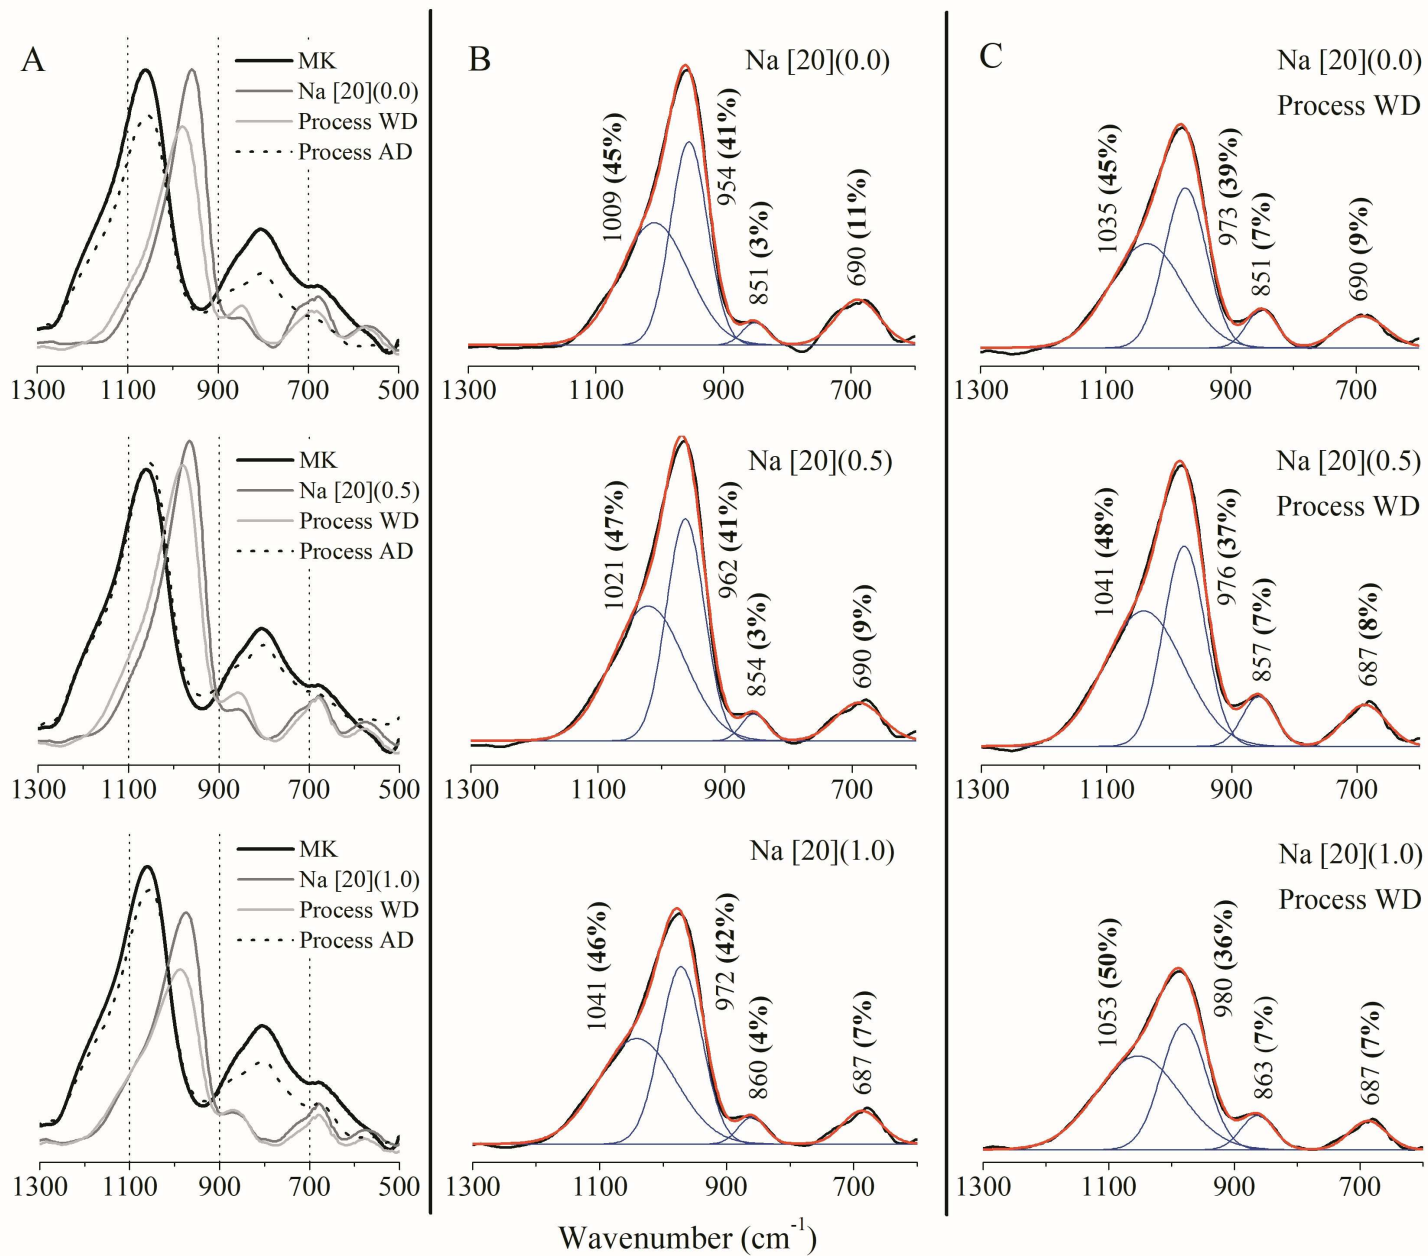 A
MK
Na [20](0.0)
Process WD
Process AD
1300 1100 900 700 500
B
Na [20](0.0)
1009 (45%)
954 (41%)
851 (3%)
690 (11%)
1300 1100 900 700
C
Na [20](0.0)
Process WD
1035 (45%)
973 (39%)
851 (7%)
690 (9%)
1300 1100 900 700
MK
Na [20](0.5)
Process WD
Process AD
1300 1100 900 700 500
Na [20](0.5)
1021 (47%)
962 (41%)
854 (3%)
690 (9%)
1300 1100 900 700
Na [20](0.5)
Process WD
1041 (48%)
976 (37%)
857 (7%)
687 (8%)
1300 1100 900 700
MK
Na [20](1.0)
Process WD
Process AD
1300 1100 900 700 500
Na [20](1.0)
1041 (46%)
972 (42%)
860 (4%)
687 (7%)
1300 1100 900 700
Na [20](1.0)
Process WD
1053 (50%)
980 (36%)
863 (7%)
687 (7%)
1300 1100 900 700
Wavenumber (cm⁻¹)